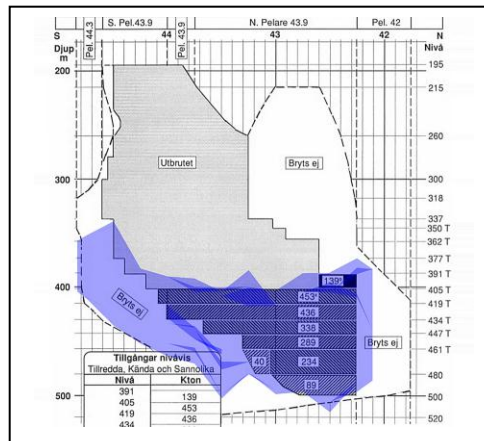 S. Pel.43.9 N. Pelare 43.9 Pel. 42
S Pel. 44.3 44 Pel. 43.9 43 42 N
Djup
m
Nivå
200
195
215
260
Utbrutet
Bryts ej
300
300
318
337
350 T
362 T
377 T
139
391 T
400
453
405 T
436
419 T
Bryts ej
338
434 T
289
447 T
Bryts ej
461 T
40
234
480
89
500
500
520
Tillgångar nivåvis
Tillredda, Kända och Sannolika
Nivå Kton
391 139
405 453
419 436
434